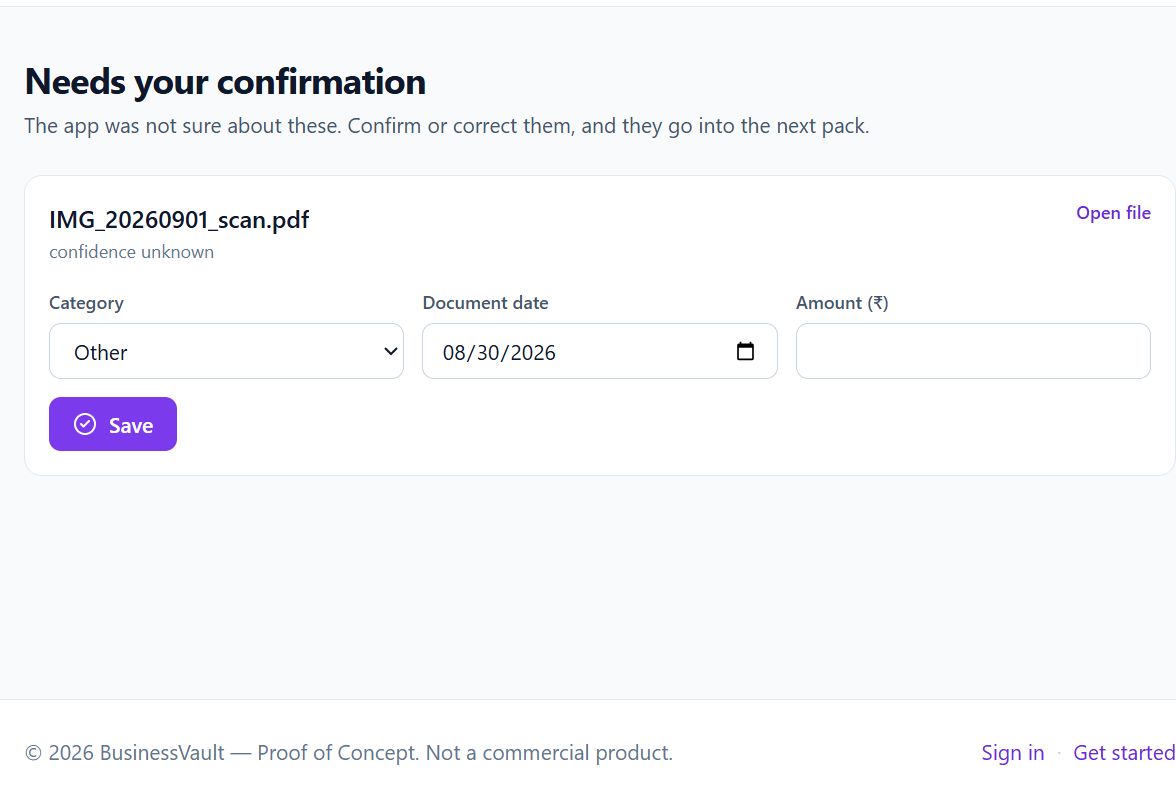 Needs your confirmation
The app was not sure about these. Confirm or correct them, and they go into the next pack.
IMG_20260901_scan.pdf
Open file
confidence unknown
Category
Document date
Amount (₹)
Other
08/30/2026
Save
© 2026 BusinessVault — Proof of Concept. Not a commercial product.
Sign in · Get started